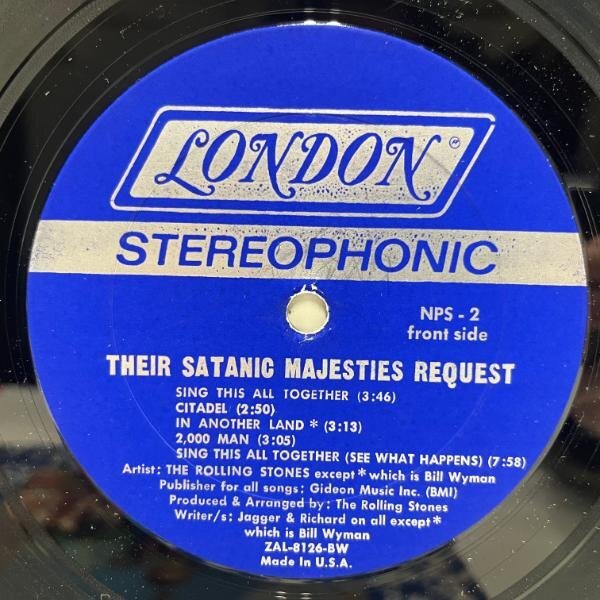 LONDON ®
STEREOPHONIC
NPS - 2
front side
THEIR SATANIC MAJESTIES REQUEST
SING THIS ALL TOGETHER (3:46)
CITADEL (2:50)
IN ANOTHER LAND * (3:13)
2,000 MAN (3:05)
SING THIS ALL TOGETHER (SEE WHAT HAPPENS) (7:58)
Artist: THE ROLLING STONES except * which is Bill Wyman
Publisher for all songs: Gideon Music Inc. (BMI)
Produced & Arranged by: The Rolling Stones
Writer/s: Jagger & Richard on all except *
which is Bill Wyman
ZAL-8126-BW
Made in U.S.A.